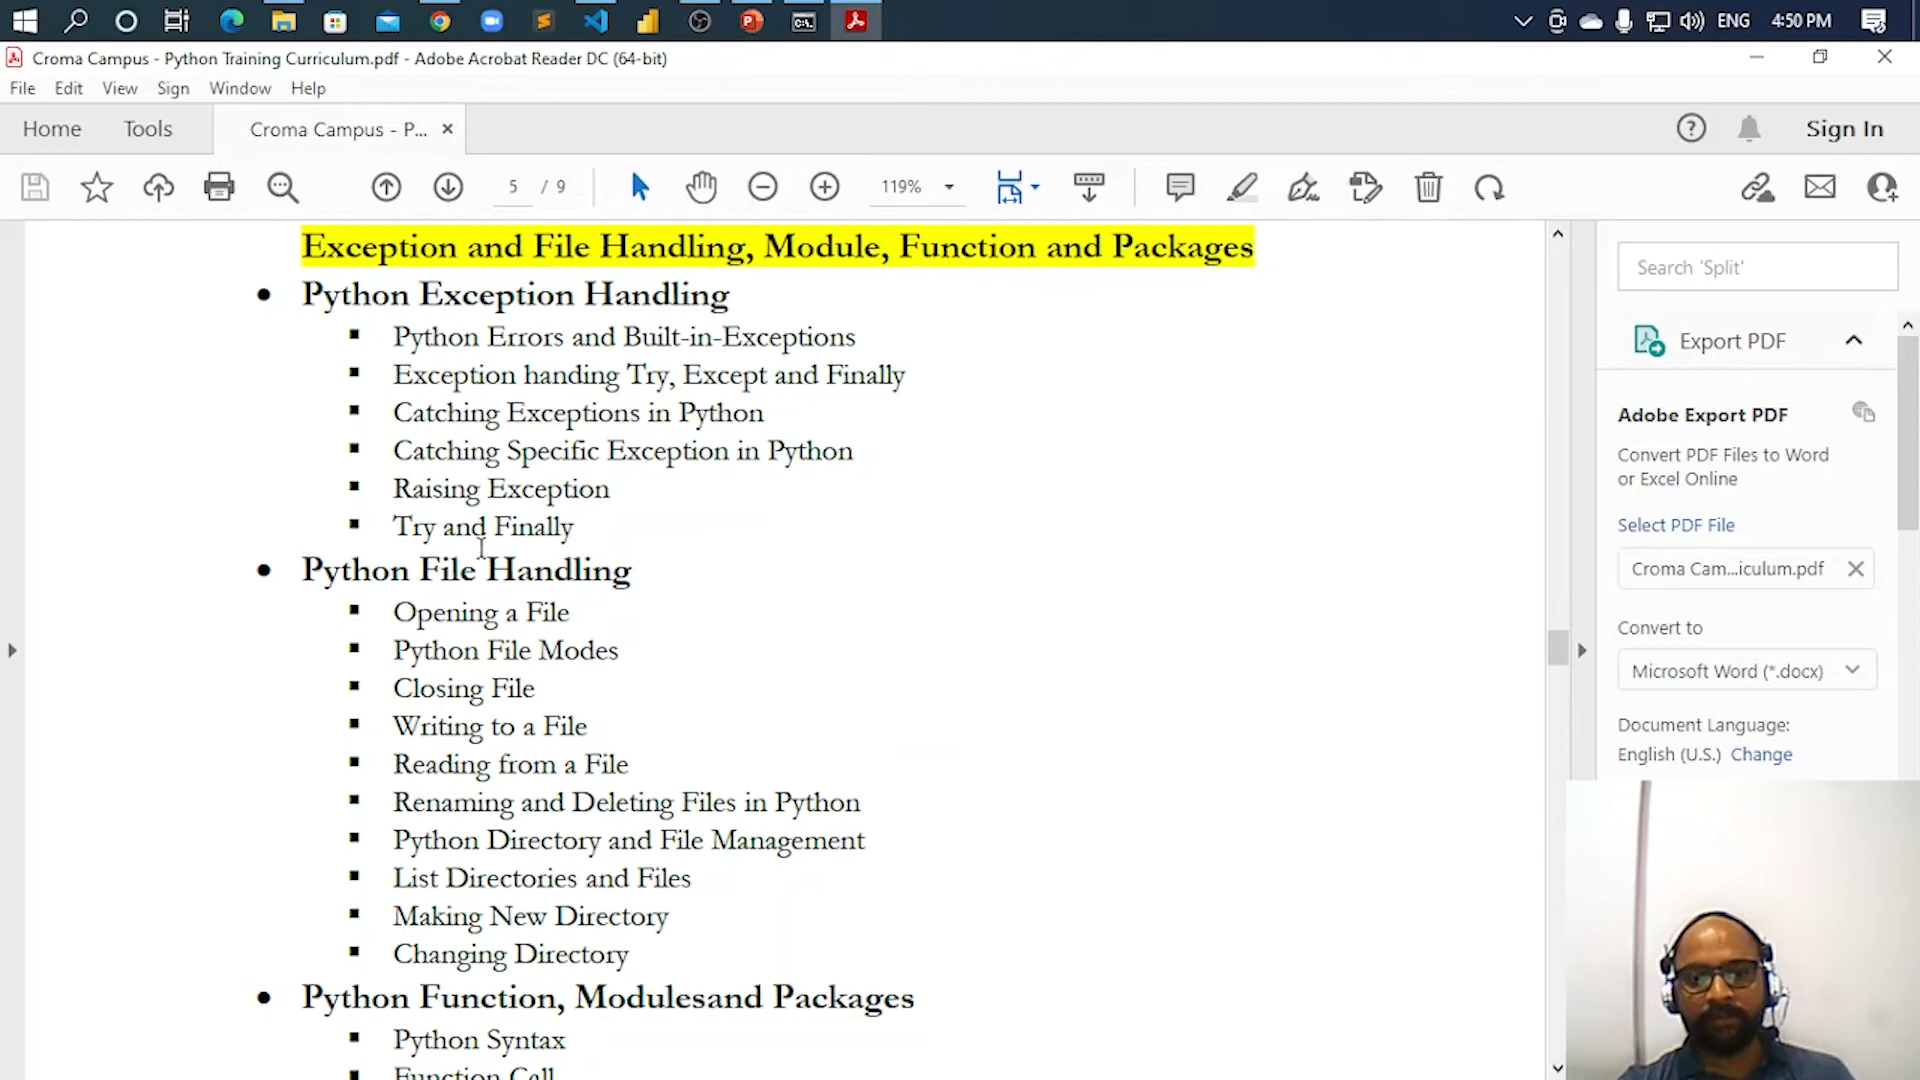 ENG
4:50 PM
Croma Campus - Python Training Curriculum.pdf - Adobe Acrobat Reader DC (64-bit)
File Edit View Sign Window Help
Home Tools Croma Campus - P... Sign In
5 / 9 119%
Exception and File Handling, Module, Function and Packages
Python Exception Handling
Python Errors and Built-in-Exceptions
Exception handing Try, Except and Finally
Catching Exceptions in Python
Catching Specific Exception in Python
Raising Exception
Try and Finally
Python File Handling
Opening a File
Python File Modes
Closing File
Writing to a File
Reading from a File
Renaming and Deleting Files in Python
Python Directory and File Management
List Directories and Files
Making New Directory
Changing Directory
Python Function, Modulesand Packages
Python Syntax
Function Call
Search 'Split'
Export PDF
Adobe Export PDF
Convert PDF Files to Word
or Excel Online
Select PDF File
Croma Cam...iculum.pdf
Convert to
Microsoft Word (*.docx)
Document Language:
English (U.S.) Change